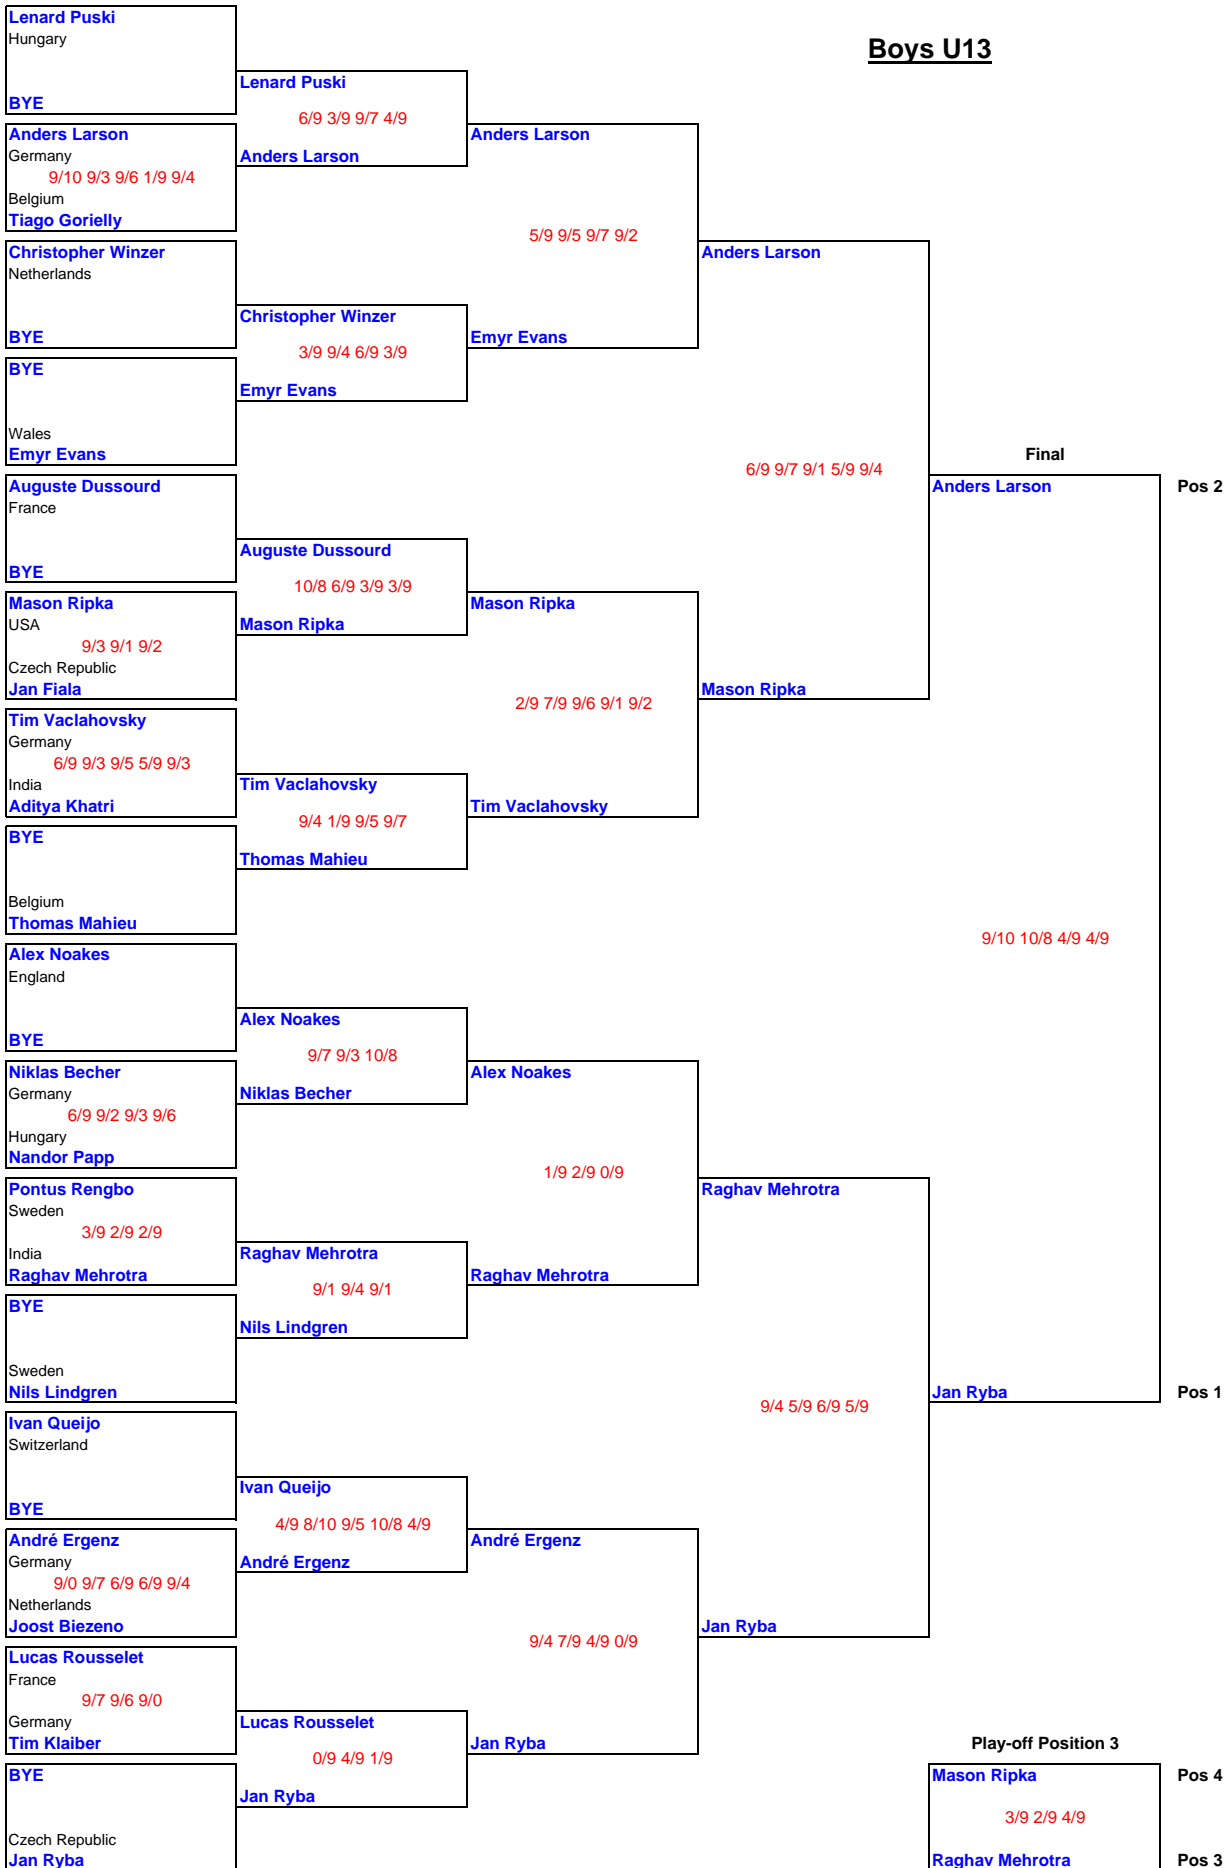 Boys U13
Lenard Puski
Hungary
BYE
Anders Larson
Germany
9/10 9/3 9/6 1/9 9/4
Belgium
Tiago Gorielly
Christopher Winzer
Netherlands
BYE
BYE
Wales
Emyr Evans
Auguste Dussourd
France
BYE
Mason Ripka
USA
9/3 9/1 9/2
Czech Republic
Jan Fiala
Tim Vaclahovsky
Germany
6/9 9/3 9/5 5/9 9/3
India
Aditya Khatri
BYE
Belgium
Thomas Mahieu
Alex Noakes
England
BYE
Niklas Becher
Germany
6/9 9/2 9/3 9/6
Hungary
Nandor Papp
Pontus Rengbo
Sweden
3/9 2/9 2/9
India
Raghav Mehrotra
BYE
Sweden
Nils Lindgren
Ivan Queijo
Switzerland
BYE
André Ergenz
Germany
9/0 9/7 6/9 6/9 9/4
Netherlands
Joost Biezeno
Lucas Rousselet
France
9/7 9/6 9/0
Germany
Tim Klaiber
BYE
Czech Republic
Jan Ryba
Lenard Puski
6/9 3/9 9/7 4/9
Anders Larson
Christopher Winzer
3/9 9/4 6/9 3/9
Emyr Evans
Auguste Dussourd
10/8 6/9 3/9 3/9
Mason Ripka
Tim Vaclahovsky
9/4 1/9 9/5 9/7
Thomas Mahieu
Alex Noakes
9/7 9/3 10/8
Niklas Becher
Raghav Mehrotra
9/1 9/4 9/1
Nils Lindgren
Ivan Queijo
4/9 8/10 9/5 10/8 4/9
André Ergenz
Lucas Rousselet
0/9 4/9 1/9
Jan Ryba
Anders Larson
5/9 9/5 9/7 9/2
Emyr Evans
Mason Ripka
2/9 7/9 9/6 9/1 9/2
Tim Vaclahovsky
Alex Noakes
1/9 2/9 0/9
Raghav Mehrotra
André Ergenz
9/4 7/9 4/9 0/9
Jan Ryba
Anders Larson
6/9 9/7 9/1 5/9 9/4
Mason Ripka
Raghav Mehrotra
9/4 5/9 6/9 5/9
Jan Ryba
Final
Anders Larson
Pos 2
9/10 10/8 4/9 4/9
Jan Ryba
Pos 1
Play-off Position 3
Mason Ripka
Pos 4
3/9 2/9 4/9
Raghav Mehrotra
Pos 3